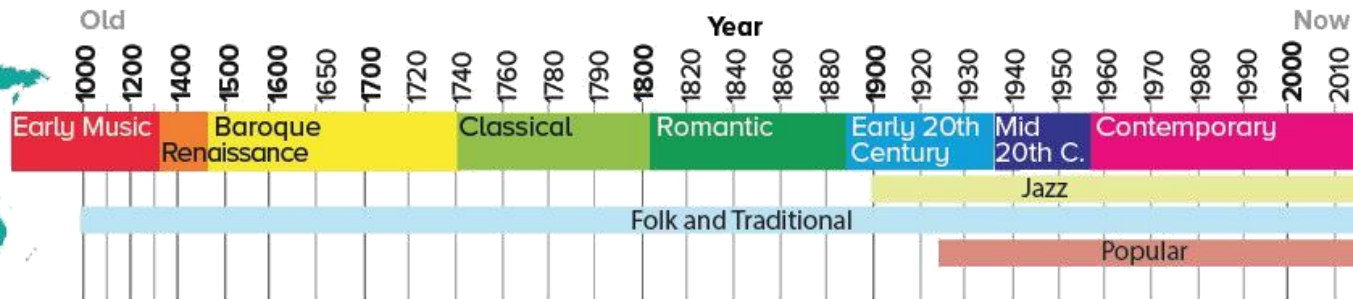 Old
Year
Now
1000 1200 1400 1500 1600 1650 1700 1720 1740 1760 1780 1790 1800 1820 1840 1860 1880 1900 1920 1930 1940 1950 1960 1970 1980 1990 2000 2010
Early Music
Renaissance
Baroque
Classical
Romantic
Early 20th
Century
Mid
20th C.
Contemporary
Jazz
Folk and Traditional
Popular